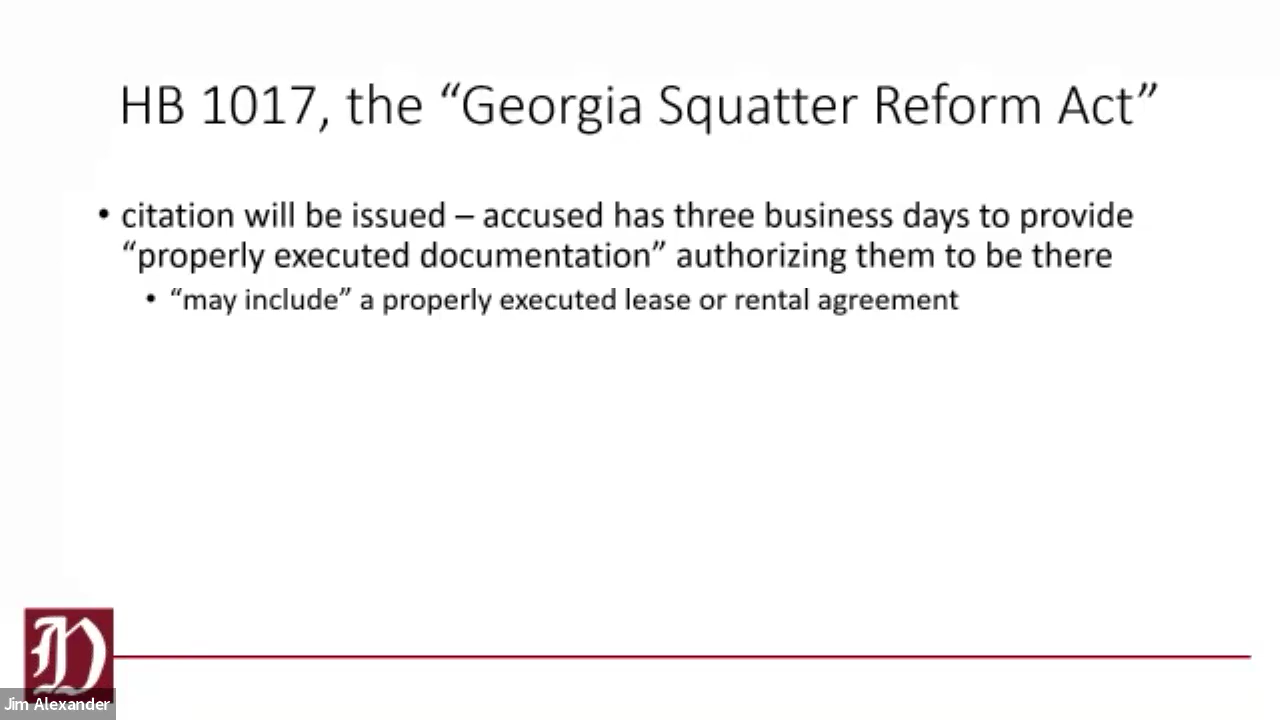 HB 1017, the “Georgia Squatter Reform Act”
• citation will be issued – accused has three business days to provide
“properly executed documentation” authorizing them to be there
• “may include” a properly executed lease or rental agreement
D
Jim Alexander